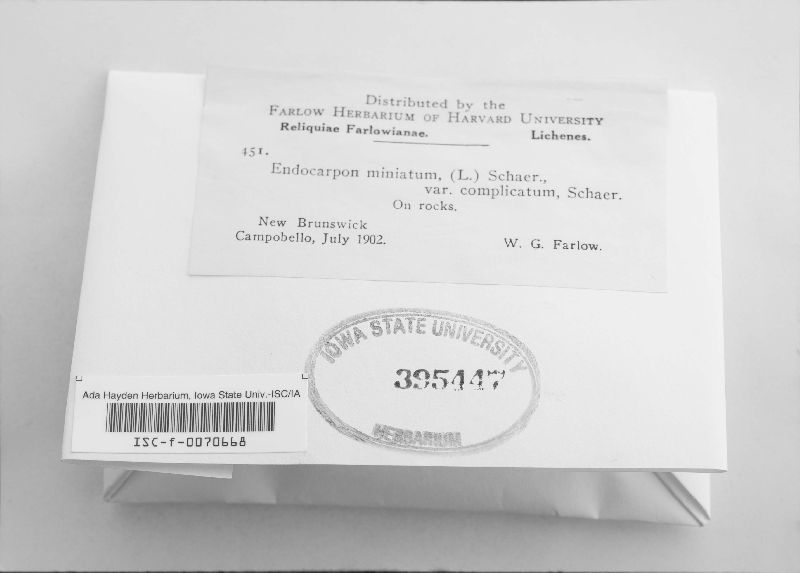 Distributed by the
FARLOW HERBARIUM OF HARVARD UNIVERSITY
Reliquiae Farlowianae. Lichenes.
451.
Endocarpon miniatum, (L.) Schaer.,
var. complicatum, Schaer.
On rocks.
New Brunswick
Campobello, July 1902. W. G. Farlow.
IOWA STATE UNIVERSITY
395447
HERBARIUM
Ada Hayden Herbarium, Iowa State Univ.-ISC/IA
ISC-f-0070668